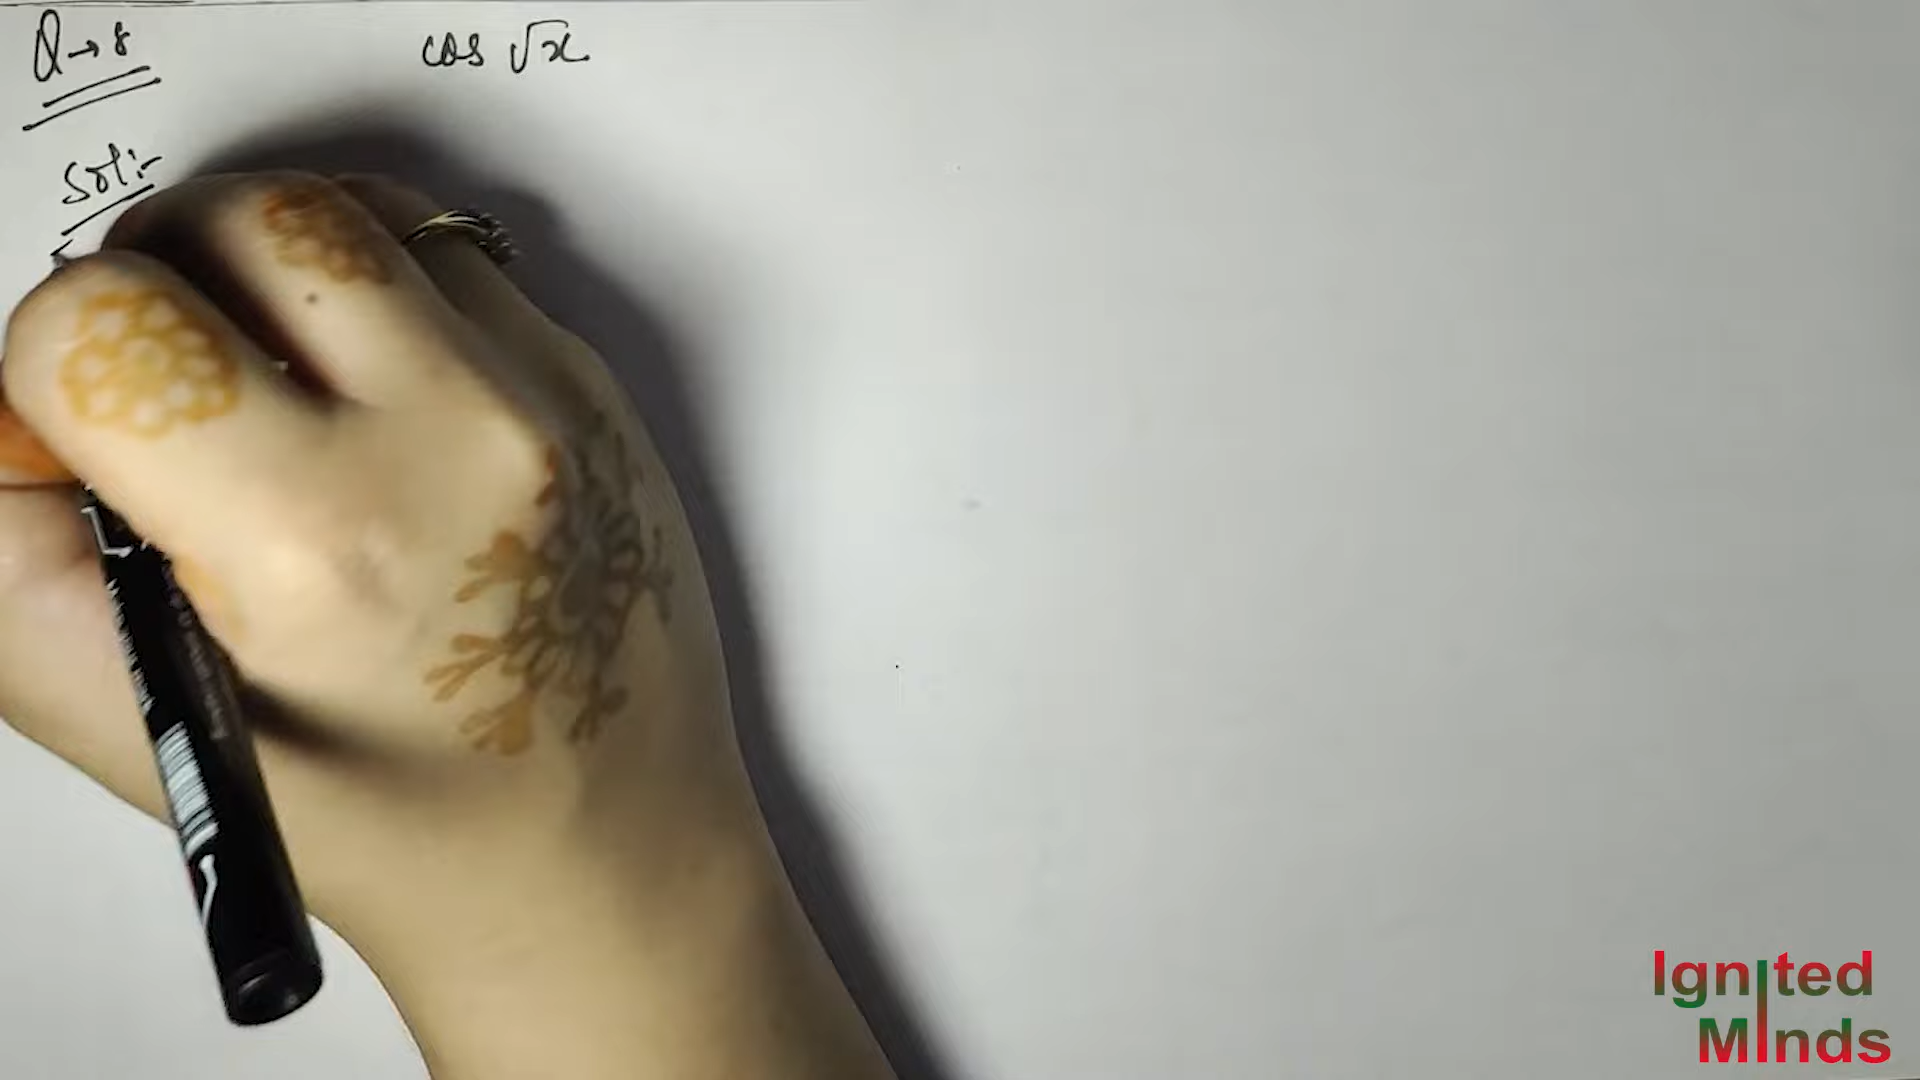 Q→8 cos √x
Sol:-
Ignited
Minds